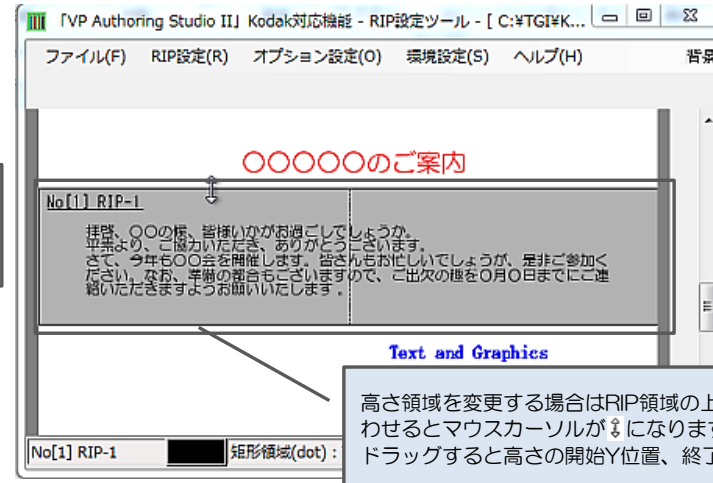 「VP Authoring Studio II」 Kodak対応機能 - RIP設定ツール - [ C:¥TGI¥K...
ファイル(F) RIP設定(R) オプション設定(O) 環境設定(S) ヘルプ(H) 背景
〇〇〇〇〇のご案内
No[1] RIP-1
拝啓、〇〇の候、皆様いかがお過ごしでしょうか。
平素より、ご協力いただき、ありがとうございます。
さて、今年も〇〇会を開催します。皆さんもお忙しいでしょうが、是非ご参加く
ださい。なお、準備の都合もございますので、ご出欠の趣を〇月〇日までにご連
絡いただきますようお願いいたします。
Text and Graphics
高さ領域を変更する場合はRIP領域の上
わせるとマウスカーソルが⇕になります
ドラッグすると高さの開始Y位置、終了
No[1] RIP-1 矩形領域(dot) :